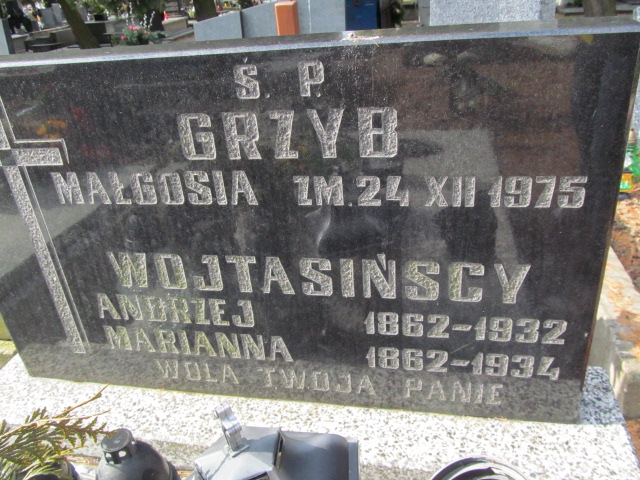 Ś. P.
GRZYB
MAŁGOSIA ZM. 24 XII 1975
WOJTASIŃSCY
ANDRZEJ 1862-1932
MARIANNA 1862-1934
WOLA TWOJA PANIE